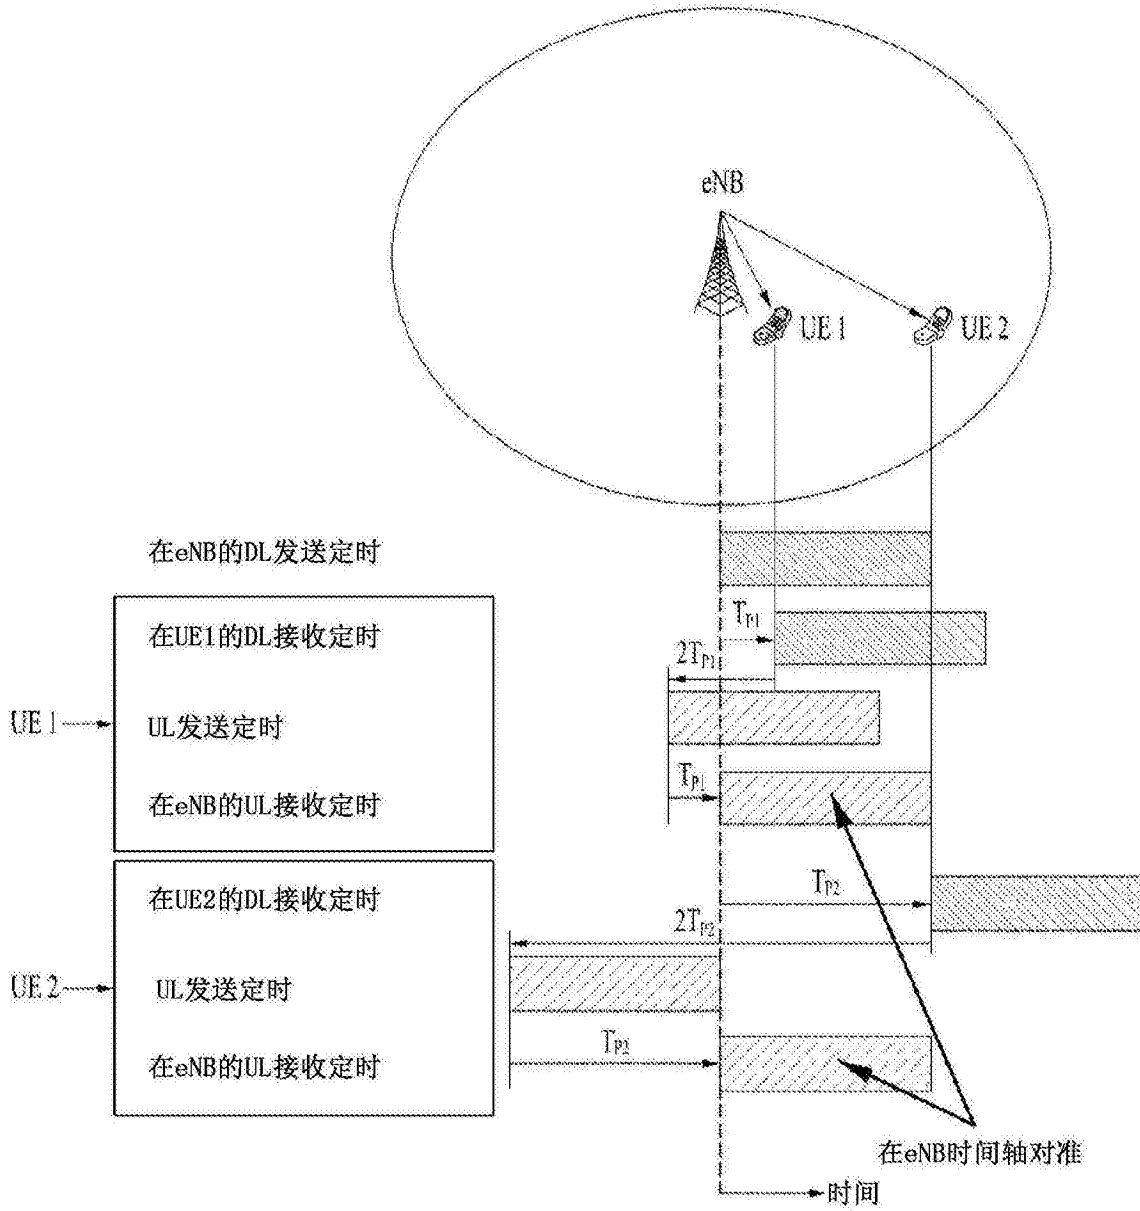 eNB
UE 1
UE 2
在eNB的DL发送定时
T_P1
在UE1的DL接收定时
2T_P1
UE 1
UL发送定时
T_P1
在eNB的UL接收定时
在UE2的DL接收定时
T_P2
2T_P2
UE 2
UL发送定时
T_P2
在eNB的UL接收定时
在eNB时间轴对准
时间